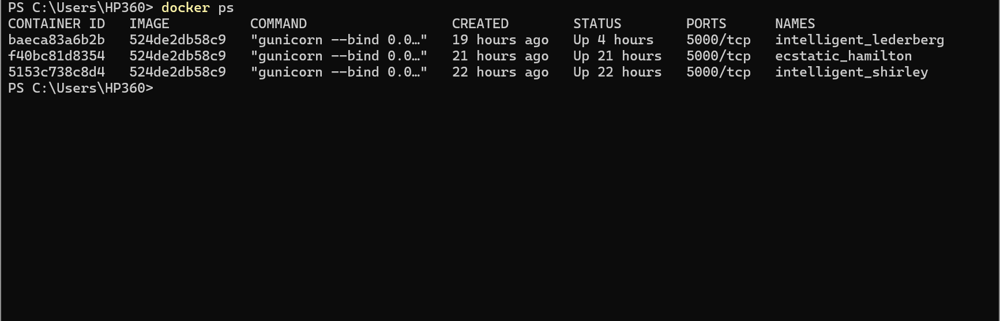 PS C:\Users\HP360> docker ps
CONTAINER ID   IMAGE          COMMAND                  CREATED        STATUS        PORTS      NAMES
baeca83a6b2b   524de2db58c9   "gunicorn --bind 0.0…"   19 hours ago   Up 4 hours    5000/tcp   intelligent_lederberg
f40bc81d8354   524de2db58c9   "gunicorn --bind 0.0…"   21 hours ago   Up 21 hours   5000/tcp   ecstatic_hamilton
5153c738c8d4   524de2db58c9   "gunicorn --bind 0.0…"   22 hours ago   Up 22 hours   5000/tcp   intelligent_shirley
PS C:\Users\HP360>